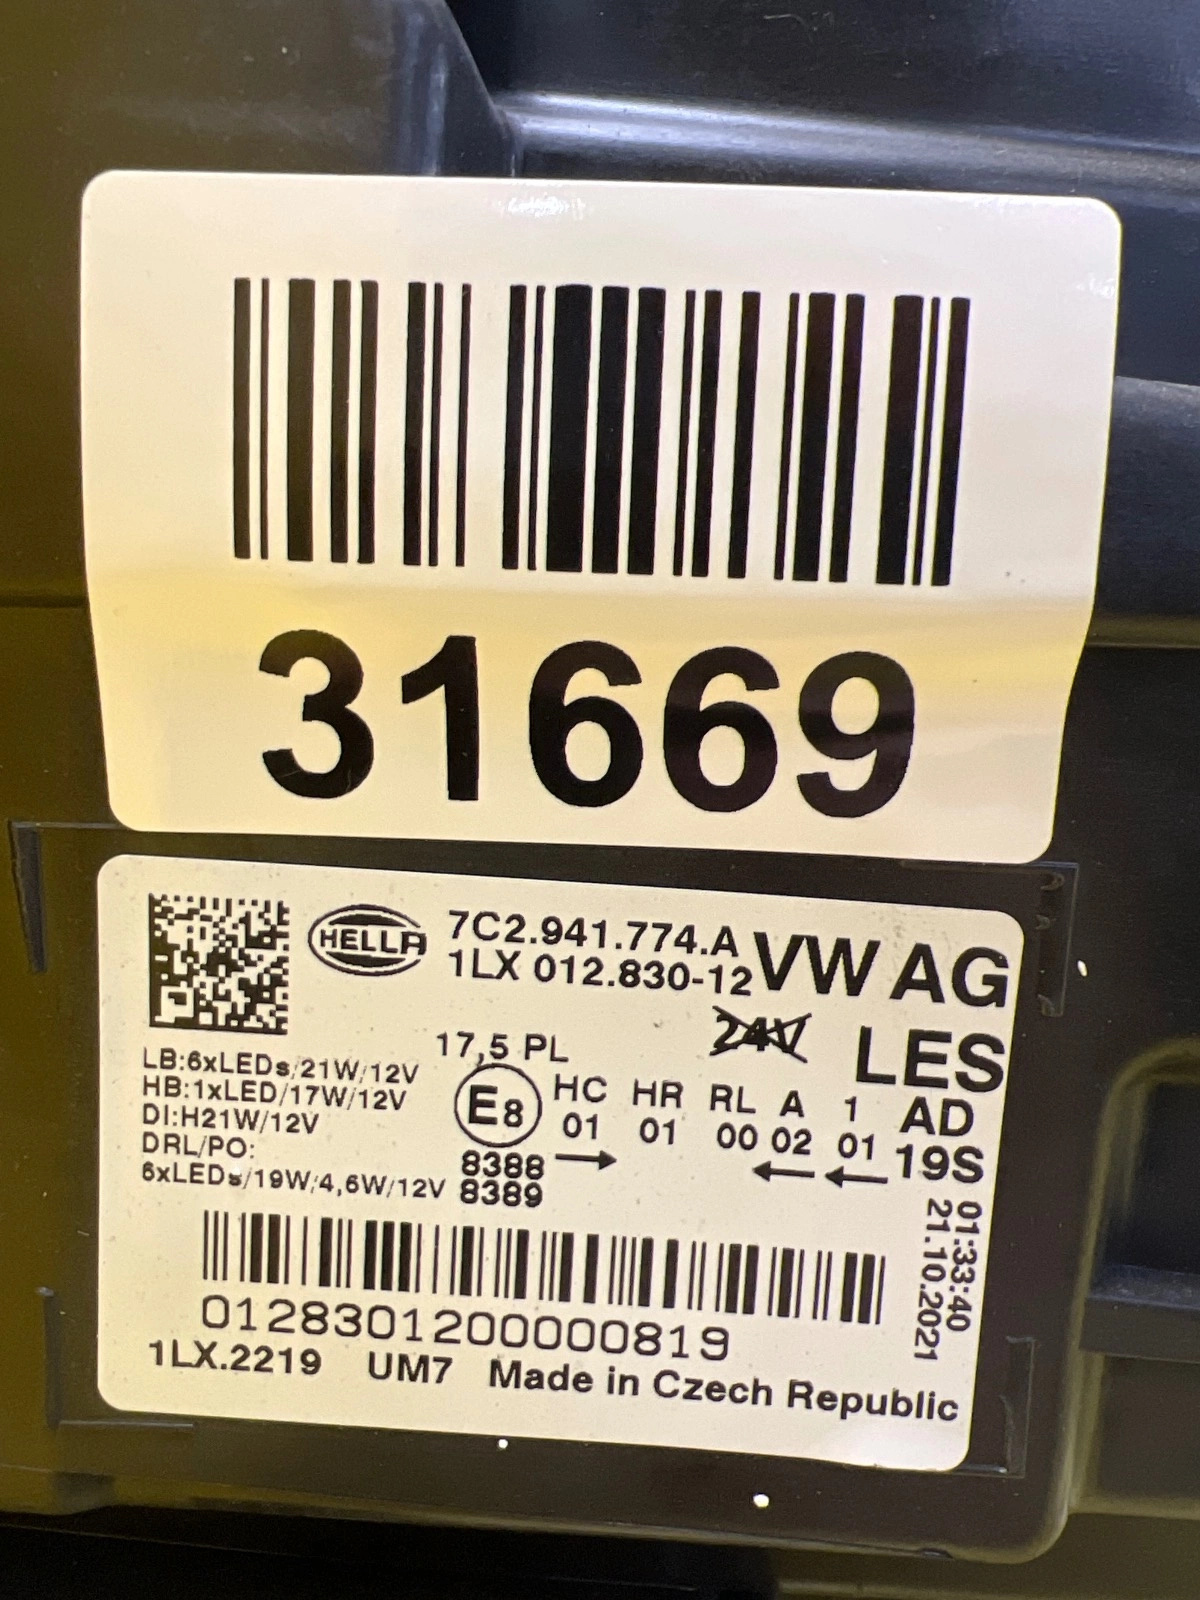 31669
HELLA
7C2.941.774.A
1LX 012.830-12
VW AG
24V
LES
17,5 PL
LB:6xLEDs/21W/12V
HB:1xLED/17W/12V
DI:H21W/12V
DRL/PO:
6xLEDs/19W/4,6W/12V
E8
8388
8389
HC HR RL A 1 AD
01 01 00 02 01 19S
01:33:40
21.10.2021
0128301200000819
1LX.2219 UM7 Made in Czech Republic